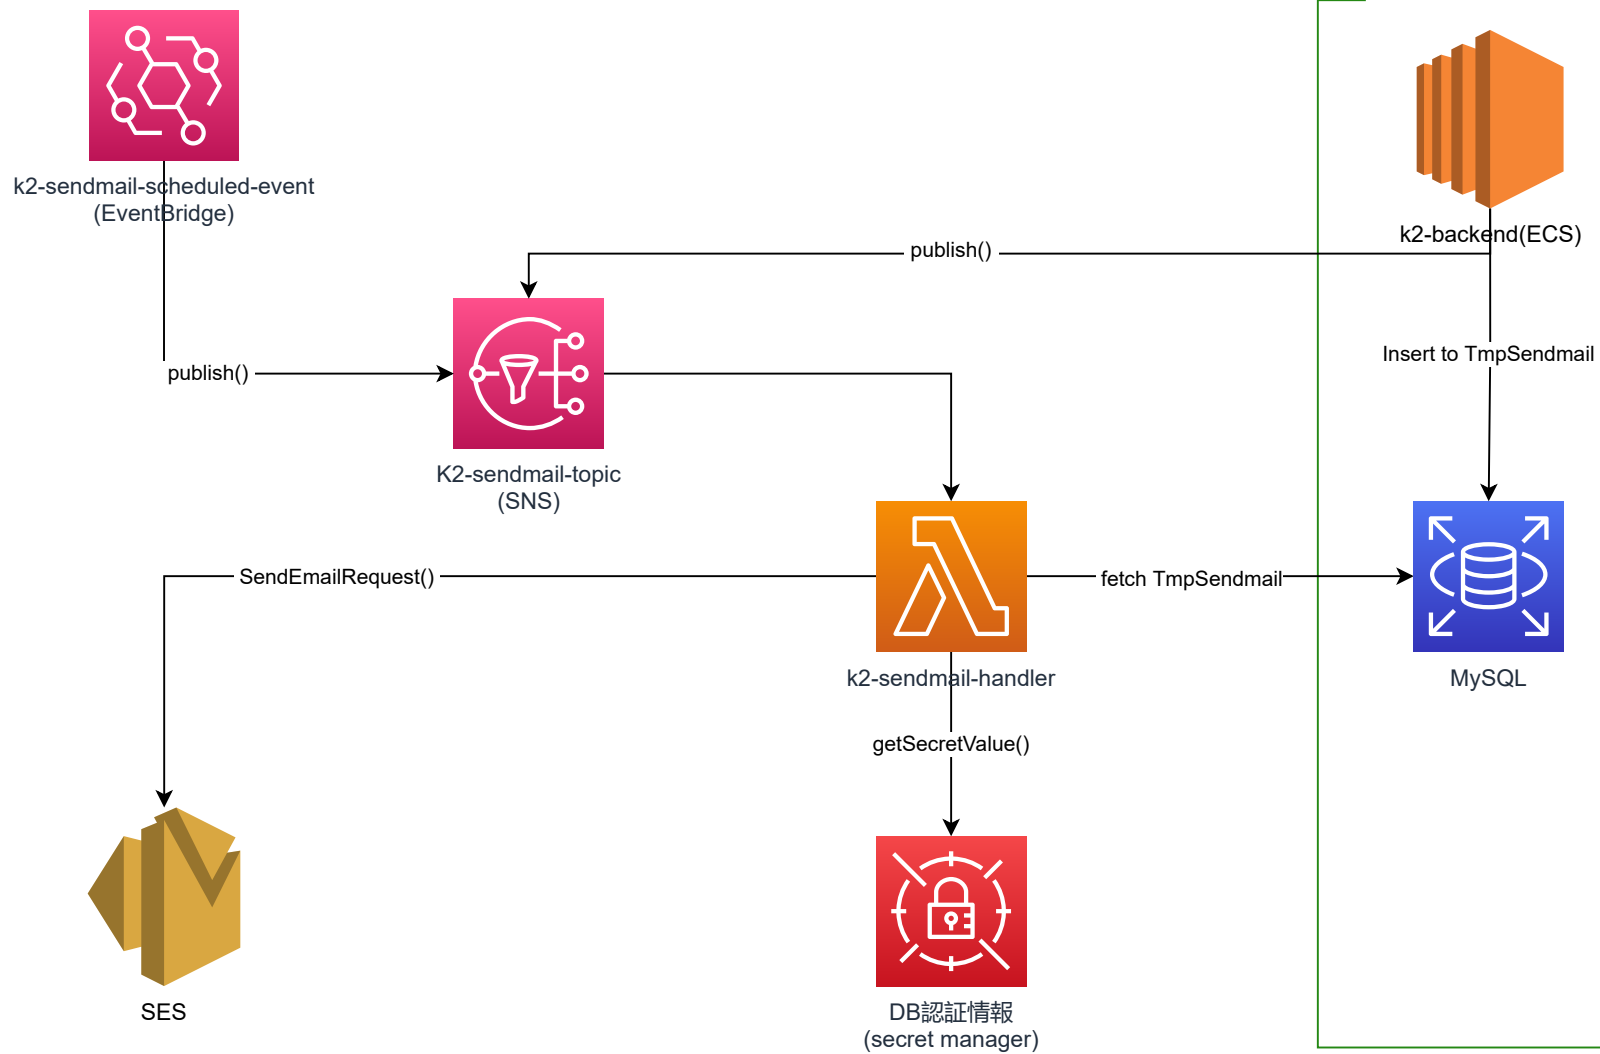 k2-sendmail-scheduled-event
(EventBridge)
k2-backend(ECS)
publish()
Insert to TmpSendmail
publish()
K2-sendmail-topic
(SNS)
SendEmailRequest()
fetch TmpSendmail
k2-sendmail-handler
MySQL
getSecretValue()
SES
DB認証情報
(secret manager)